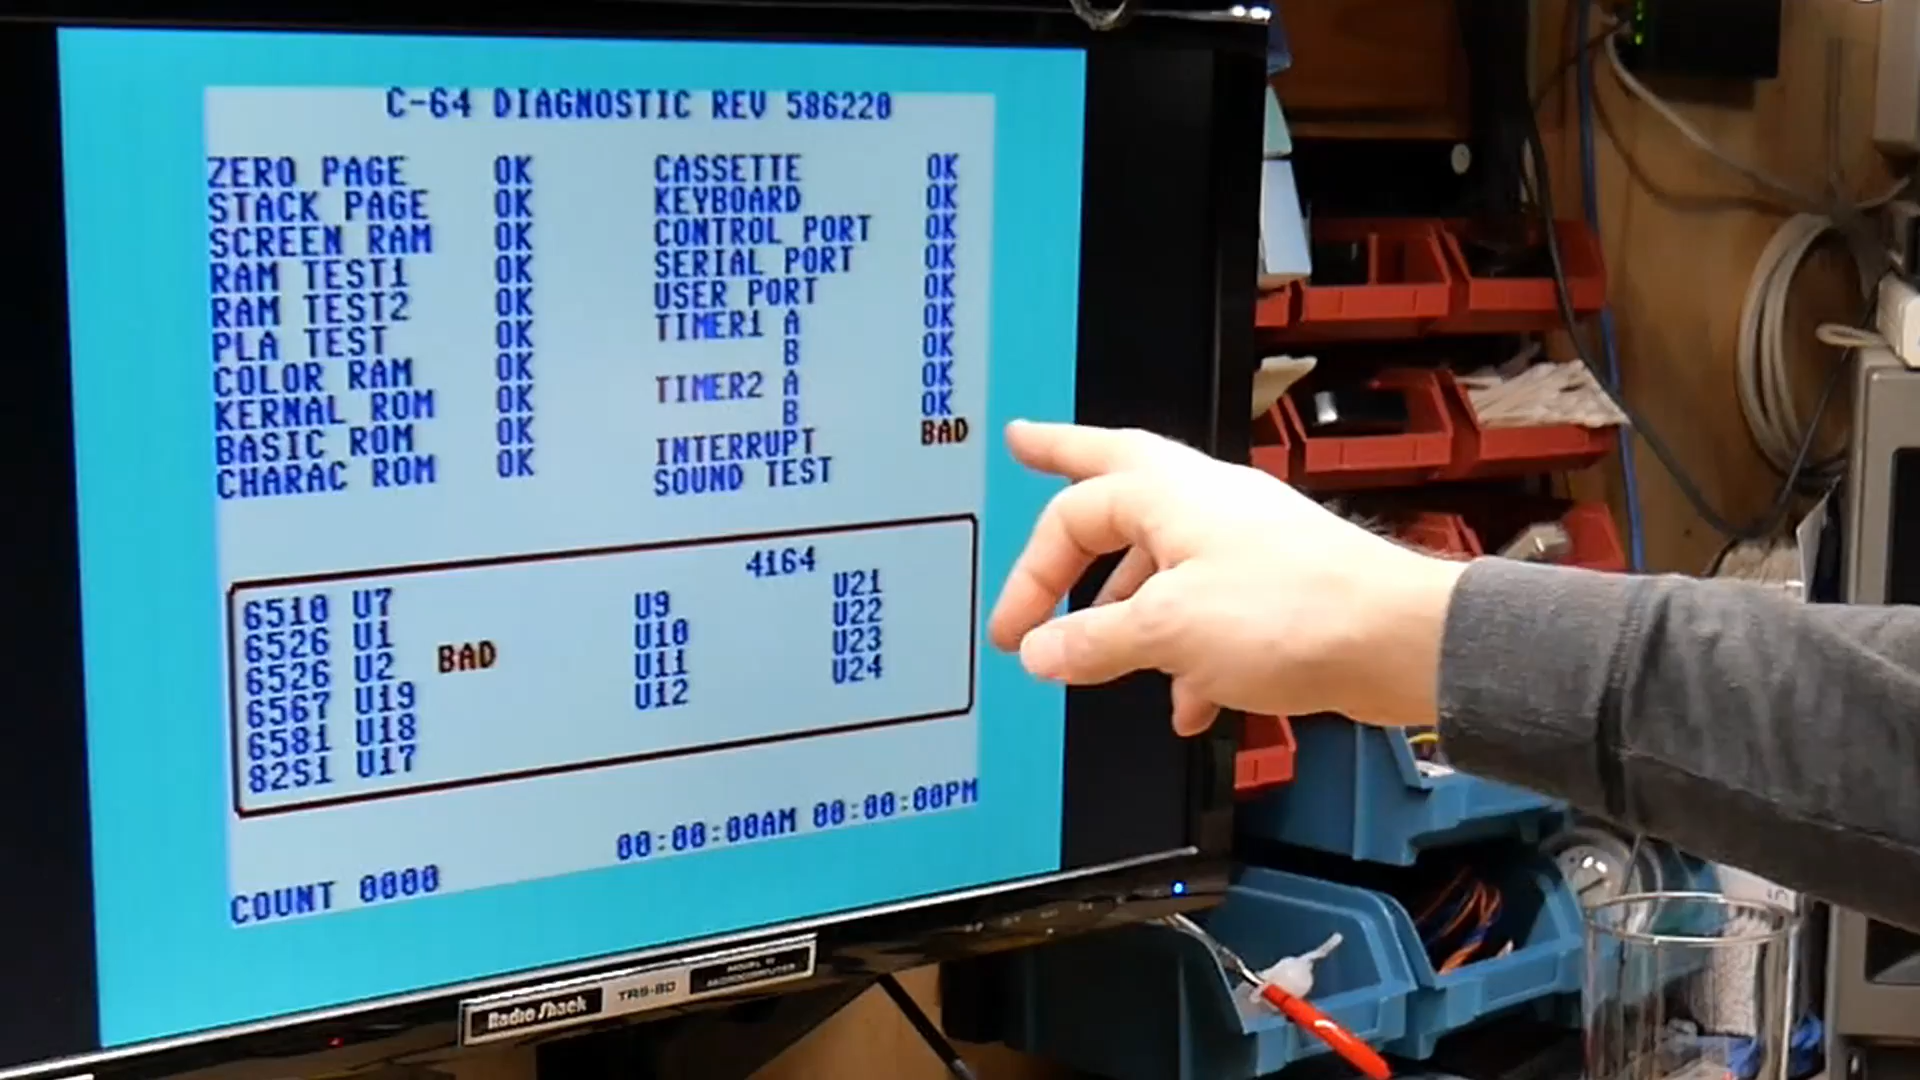 C-64 DIAGNOSTIC REV 586220
ZERO PAGE OK
STACK PAGE OK
SCREEN RAM OK
RAM TEST1 OK
RAM TEST2 OK
PLA TEST OK
COLOR RAM OK
KERNAL ROM OK
BASIC ROM OK
CHARAC ROM OK
CASSETTE OK
KEYBOARD OK
CONTROL PORT OK
SERIAL PORT OK
USER PORT OK
TIMER1 A OK
B OK
TIMER2 A OK
B OK
INTERRUPT BAD
SOUND TEST
4164
6510 U7
6526 U1
6526 U2 BAD
6567 U19
6581 U18
82S1 U17
U9
U10
U11
U12
U21
U22
U23
U24
00:00:00AM 00:00:00PM
COUNT 0000
Radio Shack TRS-80
MICROCOMPUTER